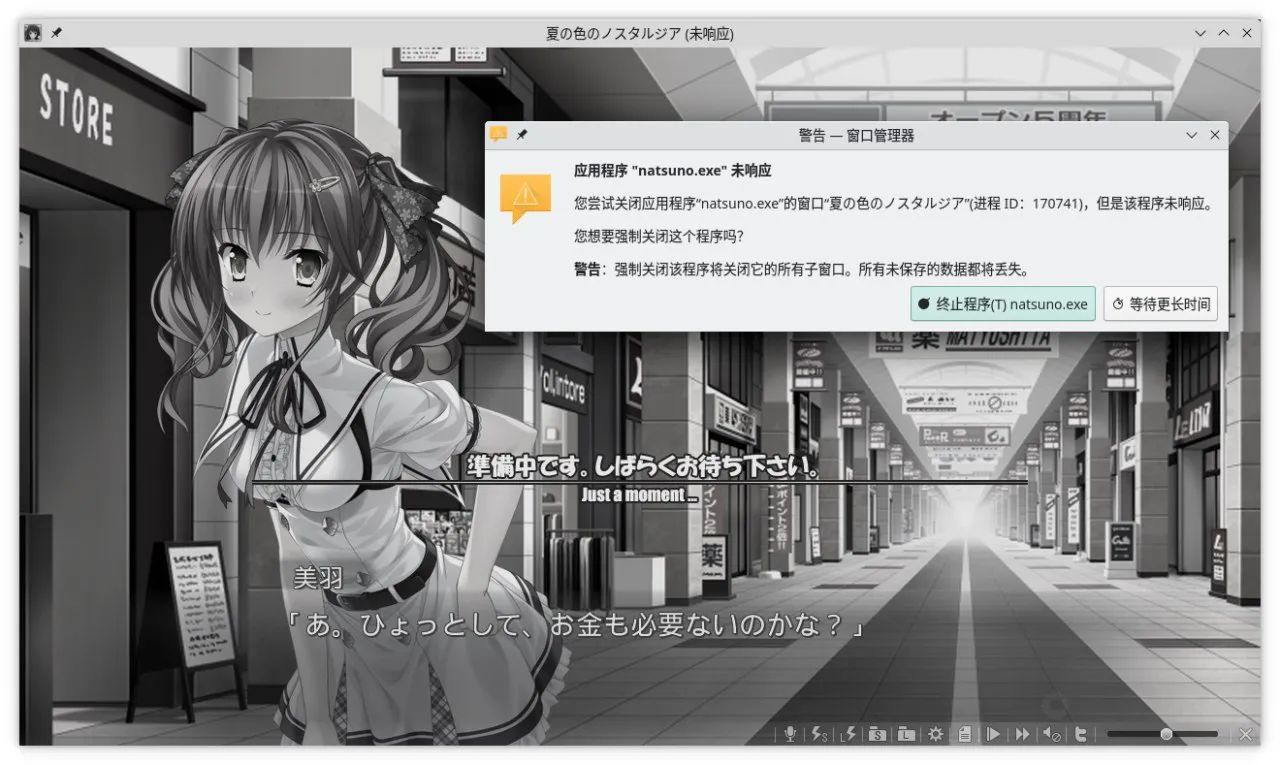 夏の色のノスタルジア (未响应)
STORE
オープン5周年
警告 — 窗口管理器
应用程序 "natsuno.exe" 未响应
您尝试关闭应用程序“natsuno.exe”的窗口“夏の色のノスタルジア”(进程 ID：170741)，但是该程序未响应。
您想要强制关闭这个程序吗？
警告：强制关闭该程序将关闭它的所有子窗口。所有未保存的数据都将丢失。
终止程序(T) natsuno.exe
等待更长时间
薬 MATYUSHYITA
準備中です。しばらくお待ち下さい。
Just a moment ...
薬
美羽
「あ。ひょっとして、お金も必要ないのかな？」